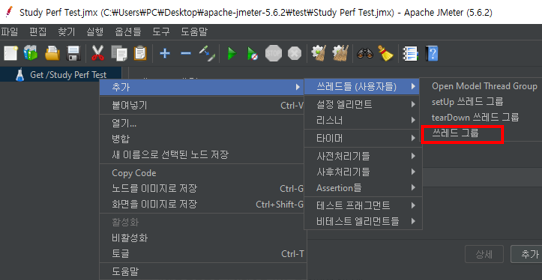 Study Perf Test.jmx (C:₩Users₩PC₩Desktop₩apache-jmeter-5.6.2₩test₩Study Perf Test.jmx) - Apache JMeter (5.6.2)
파일 편집 찾기 실행 옵션들 도구 도움말
Get /Study Perf Test
추가
붙여넣기 Ctrl-V
열기...
병합
새 이름으로 선택된 노드 저장
Copy Code
노드를 이미지로 저장 Ctrl-G
화면을 이미지로 저장 Ctrl+Shift-G
활성화
비활성화
토글 Ctrl-T
도움말
쓰레드들 (사용자들)
설정 엘리먼트
리스너
타이머
사전처리기들
사후처리기들
Assertion들
테스트 프래그먼트
비테스트 엘리먼트들
Open Model Thread Group
setUp 쓰레드 그룹
tearDown 쓰레드 그룹
쓰레드 그룹
상세 추가